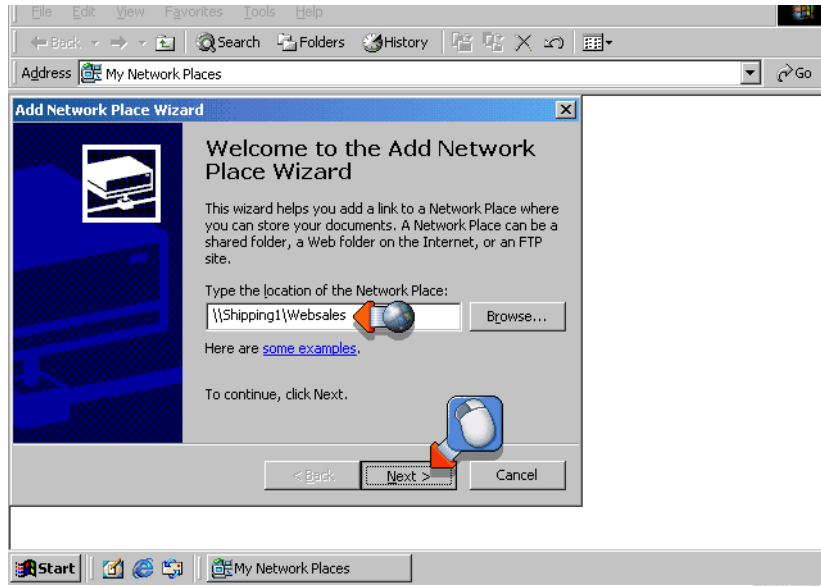 File Edit View Favorites Tools Help
Back Search Folders History
Address My Network Places Go
Add Network Place Wizard
Welcome to the Add Network
Place Wizard
This wizard helps you add a link to a Network Place where
you can store your documents. A Network Place can be a
shared folder, a Web folder on the Internet, or an FTP
site.
Type the location of the Network Place:
\\Shipping1\Websales
Browse...
Here are some examples.
To continue, click Next.
< Back Next > Cancel
Start My Network Places